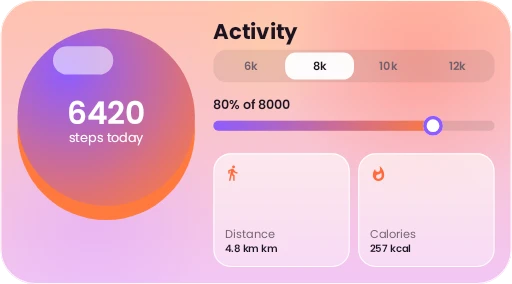 Activity
6k 8k 10k 12k
6420
steps today
80% of 8000
Distance
4.8 km km
Calories
257 kcal